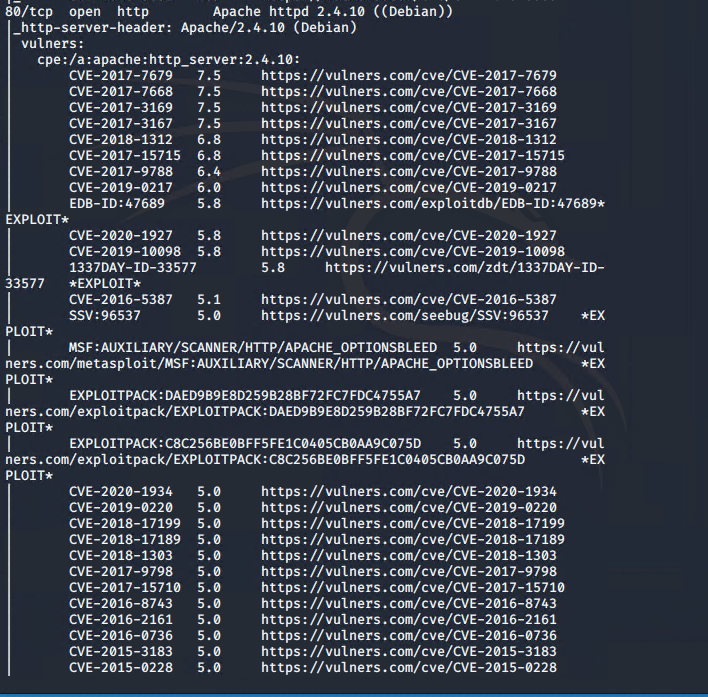 80/tcp  open  http        Apache httpd 2.4.10 ((Debian))
|_http-server-header: Apache/2.4.10 (Debian)
| vulners:
|   cpe:/a:apache:http_server:2.4.10:
|       CVE-2017-7679   7.5     https://vulners.com/cve/CVE-2017-7679
|       CVE-2017-7668   7.5     https://vulners.com/cve/CVE-2017-7668
|       CVE-2017-3169   7.5     https://vulners.com/cve/CVE-2017-3169
|       CVE-2017-3167   7.5     https://vulners.com/cve/CVE-2017-3167
|       CVE-2018-1312   6.8     https://vulners.com/cve/CVE-2018-1312
|       CVE-2017-15715  6.8     https://vulners.com/cve/CVE-2017-15715
|       CVE-2017-9788   6.4     https://vulners.com/cve/CVE-2017-9788
|       CVE-2019-0217   6.0     https://vulners.com/cve/CVE-2019-0217
|       EDB-ID:47689    5.8     https://vulners.com/exploitdb/EDB-ID:47689*
EXPLOIT*
|       CVE-2020-1927   5.8     https://vulners.com/cve/CVE-2020-1927
|       CVE-2019-10098  5.8     https://vulners.com/cve/CVE-2019-10098
|       1337DAY-ID-33577        5.8     https://vulners.com/zdt/1337DAY-ID-
33577   *EXPLOIT*
|       CVE-2016-5387   5.1     https://vulners.com/cve/CVE-2016-5387
|       SSV:96537       5.0     https://vulners.com/seebug/SSV:96537    *EX
PLOIT*
|       MSF:AUXILIARY/SCANNER/HTTP/APACHE_OPTIONSBLEED  5.0     https://vul
ners.com/metasploit/MSF:AUXILIARY/SCANNER/HTTP/APACHE_OPTIONSBLEED      *EX
PLOIT*
|       EXPLOITPACK:DAED9B9E8D259B28BF72FC7FDC4755A7    5.0     https://vul
ners.com/exploitpack/EXPLOITPACK:DAED9B9E8D259B28BF72FC7FDC4755A7       *EX
PLOIT*
|       EXPLOITPACK:C8C256BE0BFF5FE1C0405CB0AA9C075D    5.0     https://vul
ners.com/exploitpack/EXPLOITPACK:C8C256BE0BFF5FE1C0405CB0AA9C075D       *EX
PLOIT*
|       CVE-2020-1934   5.0     https://vulners.com/cve/CVE-2020-1934
|       CVE-2019-0220   5.0     https://vulners.com/cve/CVE-2019-0220
|       CVE-2018-17199  5.0     https://vulners.com/cve/CVE-2018-17199
|       CVE-2018-17189  5.0     https://vulners.com/cve/CVE-2018-17189
|       CVE-2018-1303   5.0     https://vulners.com/cve/CVE-2018-1303
|       CVE-2017-9798   5.0     https://vulners.com/cve/CVE-2017-9798
|       CVE-2017-15710  5.0     https://vulners.com/cve/CVE-2017-15710
|       CVE-2016-8743   5.0     https://vulners.com/cve/CVE-2016-8743
|       CVE-2016-2161   5.0     https://vulners.com/cve/CVE-2016-2161
|       CVE-2016-0736   5.0     https://vulners.com/cve/CVE-2016-0736
|       CVE-2015-3183   5.0     https://vulners.com/cve/CVE-2015-3183
|       CVE-2015-0228   5.0     https://vulners.com/cve/CVE-2015-0228